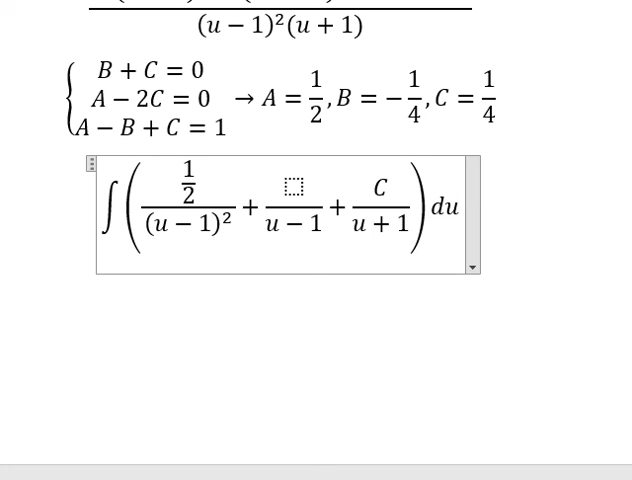 (u − 1)²(u + 1)
B + C = 0
A − 2C = 0 → A = 1/2, B = −1/4, C = 1/4
A − B + C = 1
∫ ( (1/2)/(u − 1)² + ⬚/(u − 1) + C/(u + 1) ) du